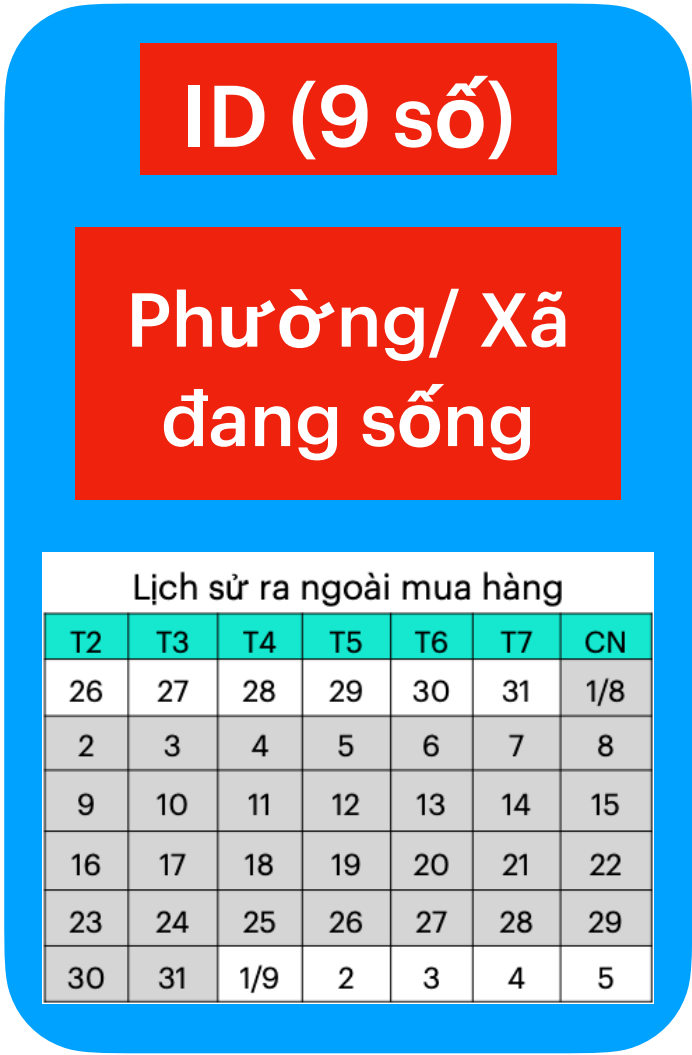 ID (9 số)
Phường/ Xã
đang sống
Lịch sử ra ngoài mua hàng
T2 T3 T4 T5 T6 T7 CN
26 27 28 29 30 31 1/8
2 3 4 5 6 7 8
9 10 11 12 13 14 15
16 17 18 19 20 21 22
23 24 25 26 27 28 29
30 31 1/9 2 3 4 5